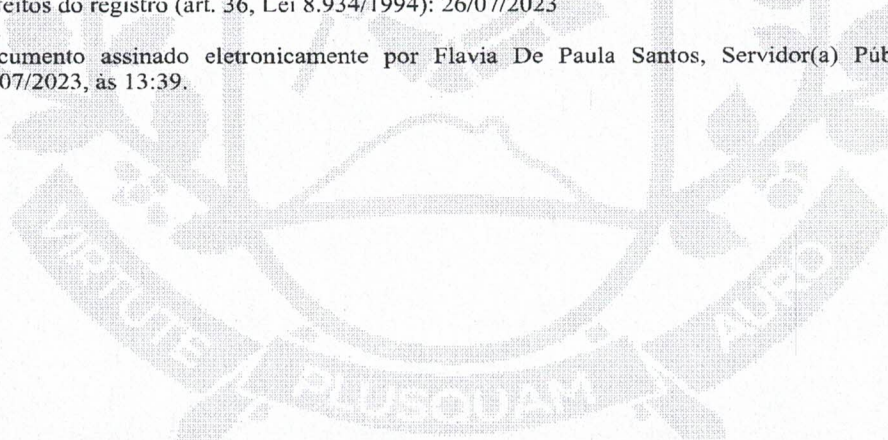 eitos do registro (art. 36, Lei 8.934/1994): 26/07/2023
cumento assinado eletronicamente por Flavia De Paula Santos, Servidor(a) Púb
07/2023, às 13:39.
VIRTUTE
PLUSQUAM
AURO